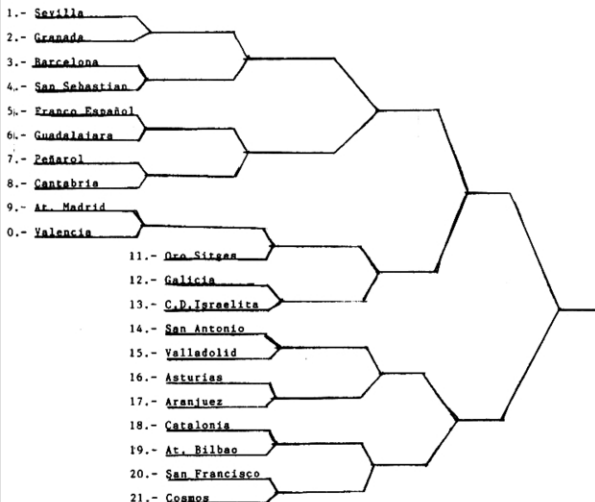 1.- Sevilla
2.- Granada
3.- Barcelona
4.- San Sebastian
5.- Franco Español
6.- Guadalajara
7.- Peñarol
8.- Cantabria
9.- At. Madrid
0.- Valencia
11.- Oro Sitges
12.- Galicia
13.- C.D.Israelita
14.- San Antonio
15.- Valladolid
16.- Asturias
17.- Aranjuez
18.- Catalonia
19.- At. Bilbao
20.- San Francisco
21.- Cosmos